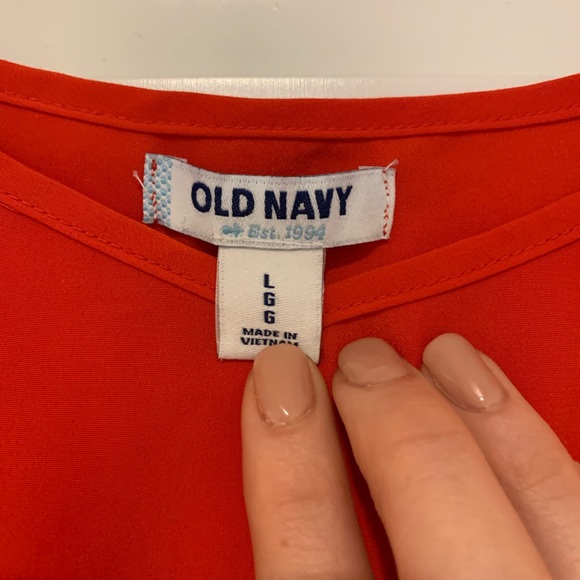 OLD NAVY
Est. 1994
L
G
G
MADE IN
VIETNAM